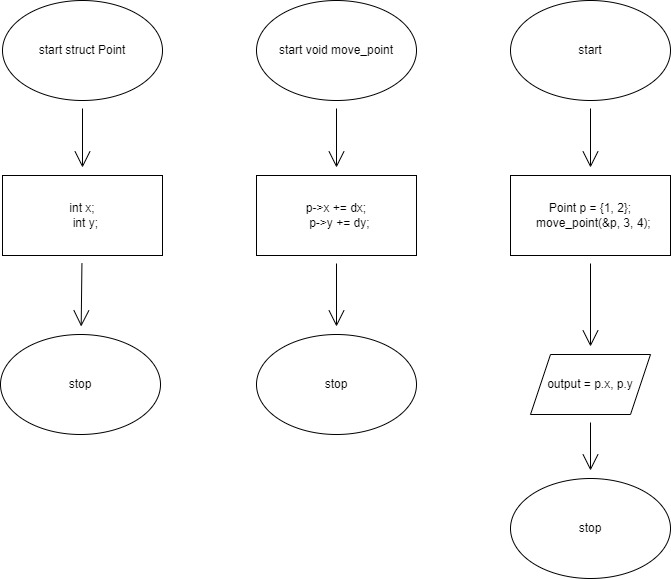 start struct Point
int x;
int y;
stop
start void move_point
p->x += dx;
p->y += dy;
stop
start
Point p = {1, 2};
move_point(&p, 3, 4);
output = p.x, p.y
stop